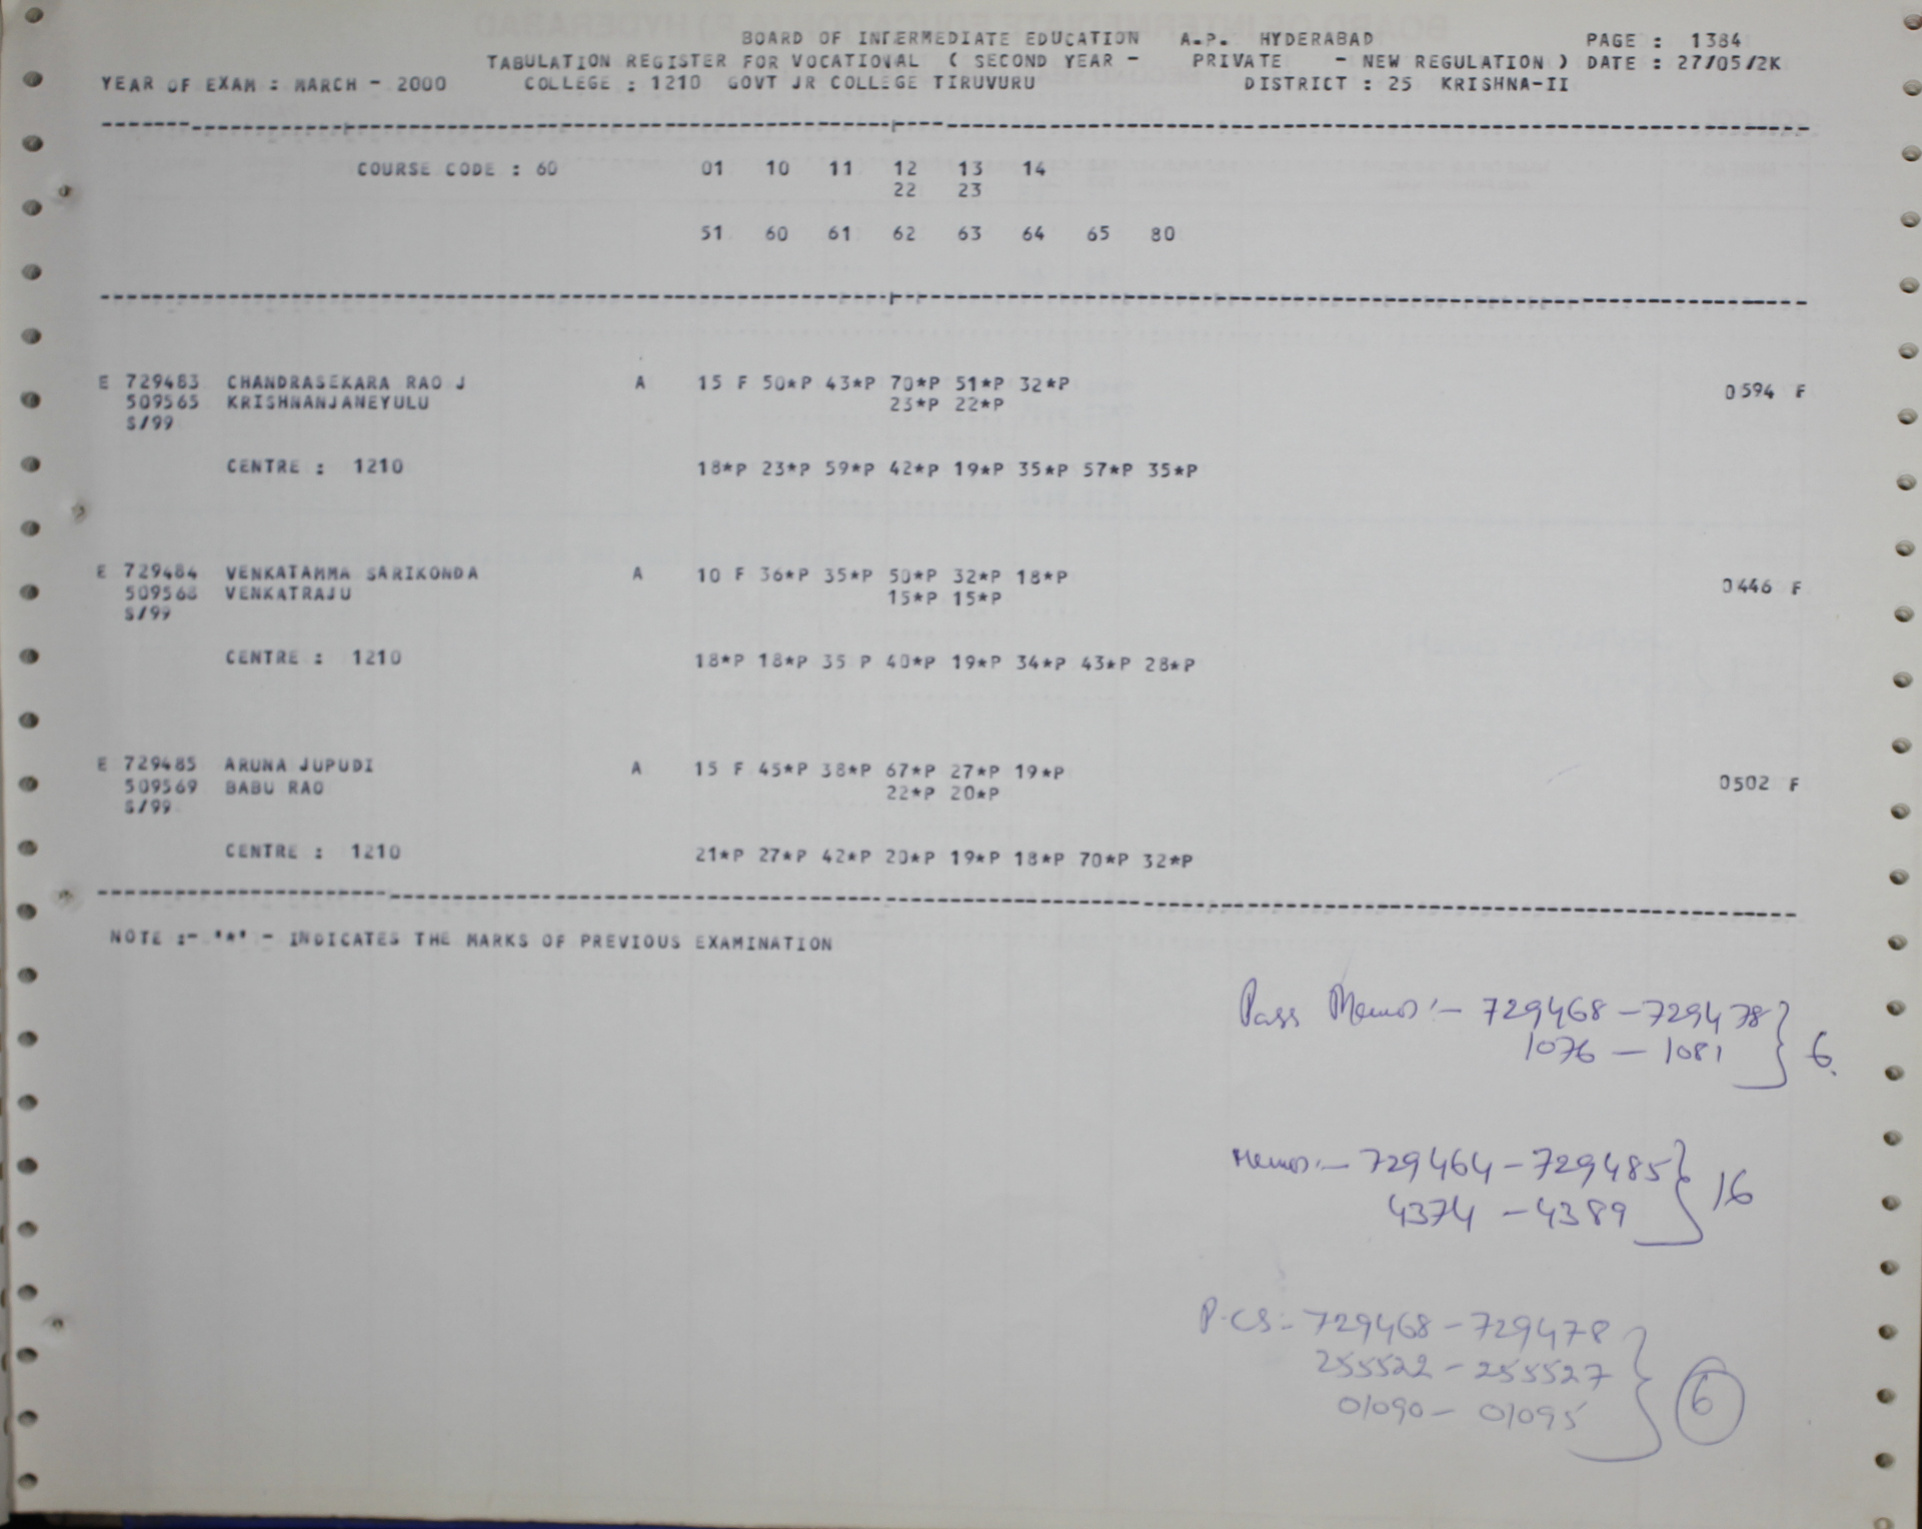 BOARD OF INTERMEDIATE EDUCATION A.P. HYDERABAD PAGE : 1384
TABULATION REGISTER FOR VOCATIONAL ( SECOND YEAR - PRIVATE - NEW REGULATION ) DATE : 27/05/2K
YEAR OF EXAM : MARCH - 2000 COLLEGE : 1210 GOVT JR COLLEGE TIRUVURU DISTRICT : 25 KRISHNA-II
COURSE CODE : 60 01 10 11 12 13 14
22 23
51 60 61 62 63 64 65 80
E 729483 CHANDRASEKARA RAO J A 15 F 50*P 43*P 70*P 51*P 32*P 0594 F
509565 KRISHNANJANEYULU 23*P 22*P
S/99
CENTRE : 1210 18*P 23*P 59*P 42*P 19*P 35*P 57*P 35*P
E 729484 VENKATAMMA SARIKONDA A 10 F 36*P 35*P 50*P 32*P 18*P 0446 F
509568 VENKATRAJU 15*P 15*P
S/99
CENTRE : 1210 18*P 18*P 35 P 40*P 19*P 34*P 43*P 28*P
E 729485 ARUNA JUPUDI A 15 F 45*P 38*P 67*P 27*P 19*P 0502 F
509569 BABU RAO 22*P 20*P
S/99
CENTRE : 1210 21*P 27*P 42*P 20*P 19*P 18*P 70*P 32*P
NOTE :- '*' - INDICATES THE MARKS OF PREVIOUS EXAMINATION
Pass Memos :- 729468 - 729478
1076 - 1081 } 6
Memos :- 729464 - 729485
4374 - 4389 } 16
P.CS :- 729468 - 729478
255522 - 255527
01090 - 01095 } 6